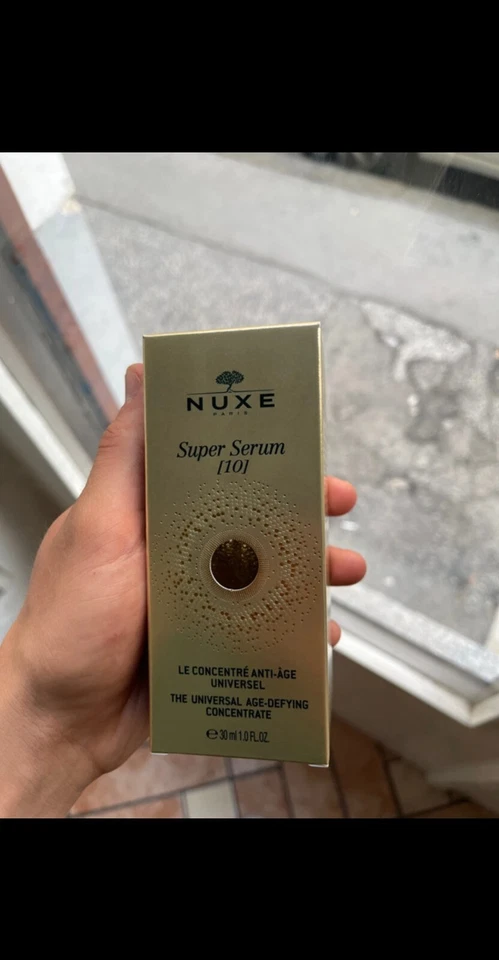 NUXE
PARIS
Super Serum
[10]
LE CONCENTRÉ ANTI-ÂGE
UNIVERSEL
THE UNIVERSAL AGE-DEFYING
CONCENTRATE
℮ 30 ml 1.0 FL.OZ.